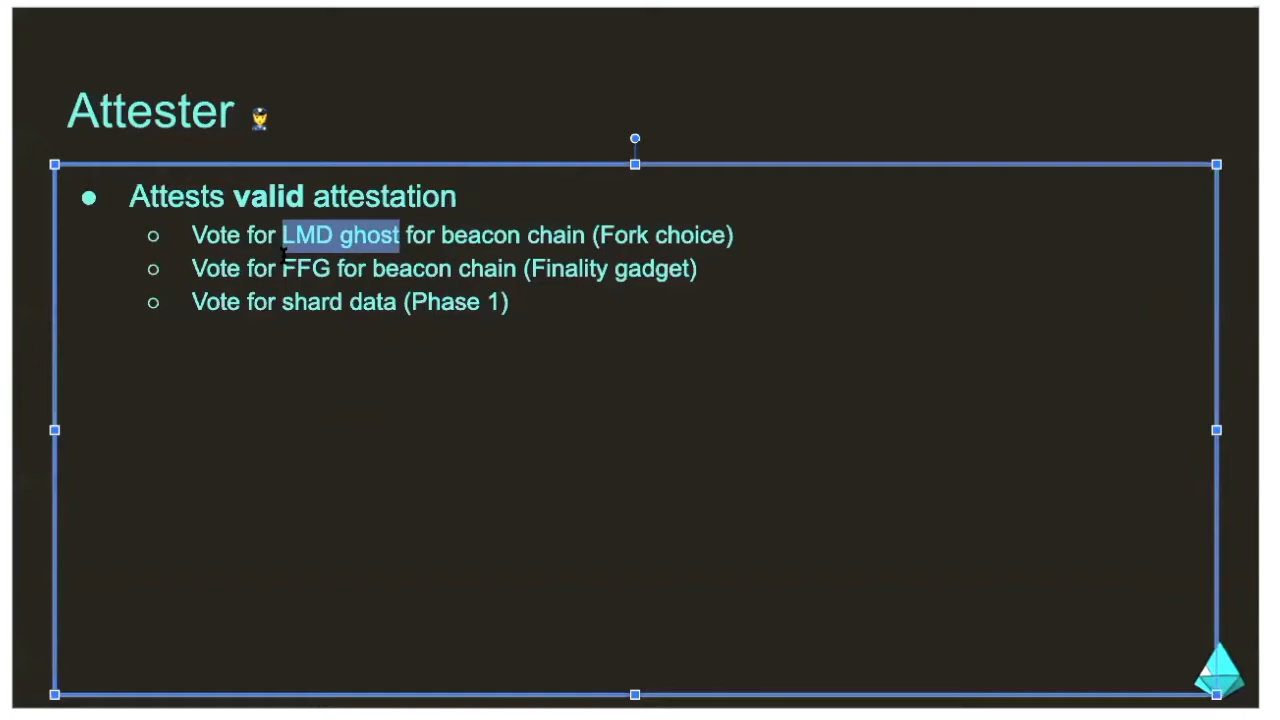 Attester
Attests valid attestation
Vote for LMD ghost for beacon chain (Fork choice)
Vote for FFG for beacon chain (Finality gadget)
Vote for shard data (Phase 1)